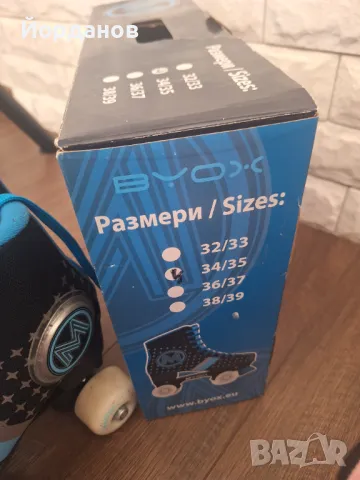 Йорданов
Размери / Sizes:
32/33
34/35
36/37
38/39
BYOX
Размери / Sizes:
32/33
34/35
36/37
38/39
M
M
www.byox.eu
BAZAR